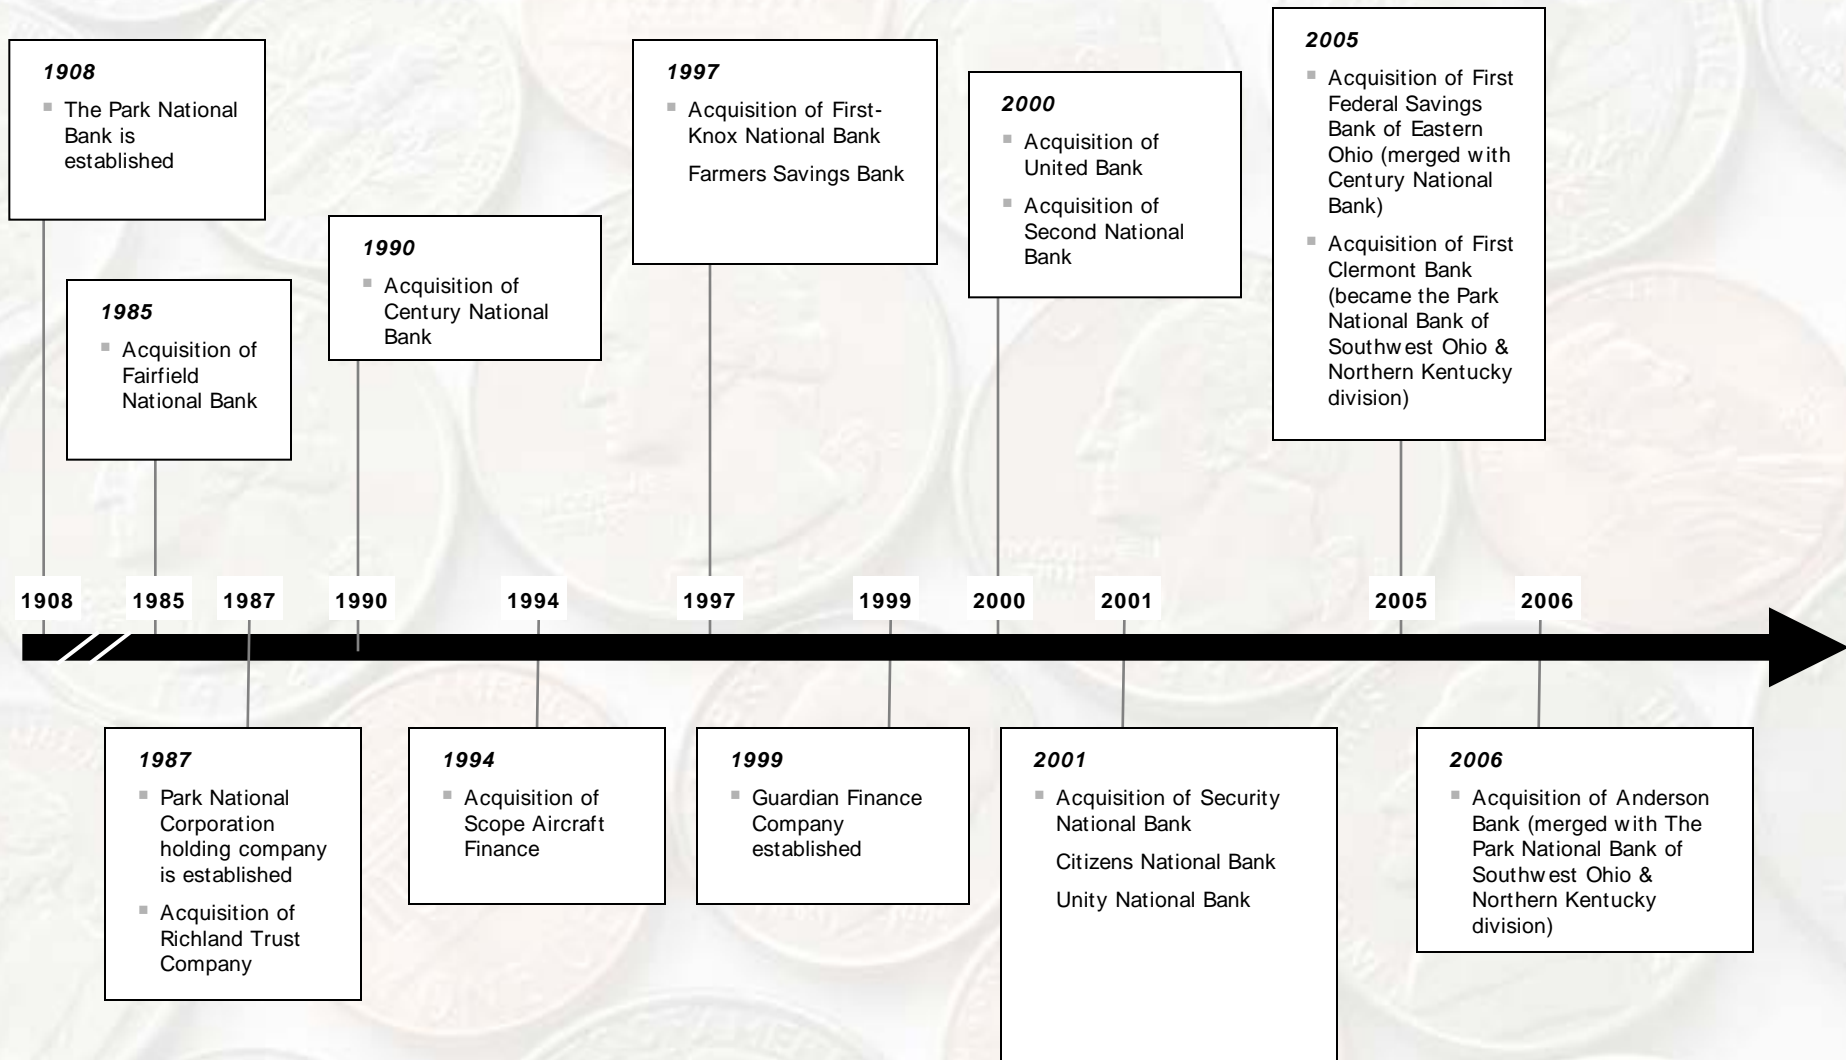 1908
▪ The Park National
Bank is
established
1985
▪ Acquisition of
Fairfield
National Bank
1990
▪ Acquisition of
Century National
Bank
1997
▪ Acquisition of First-
Knox National Bank
Farmers Savings Bank
2000
▪ Acquisition of
United Bank
▪ Acquisition of
Second National
Bank
2005
▪ Acquisition of First
Federal Savings
Bank of Eastern
Ohio (merged with
Century National
Bank)
▪ Acquisition of First
Clermont Bank
(became the Park
National Bank of
Southwest Ohio &
Northern Kentucky
division)
1908 1985 1987 1990 1994 1997 1999 2000 2001 2005 2006
1987
▪ Park National
Corporation
holding company
is established
▪ Acquisition of
Richland Trust
Company
1994
▪ Acquisition of
Scope Aircraft
Finance
1999
▪ Guardian Finance
Company
established
2001
▪ Acquisition of Security
National Bank
Citizens National Bank
Unity National Bank
2006
▪ Acquisition of Anderson
Bank (merged with The
Park National Bank of
Southwest Ohio &
Northern Kentucky
division)